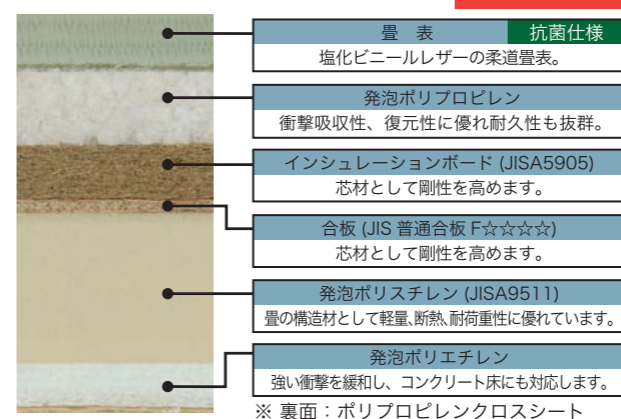 畳 表 抗菌仕様
塩化ビニールレザーの柔道畳表。
発泡ポリプロピレン
衝撃吸収性、復元性に優れ耐久性も抜群。
インシュレーションボード (JISA5905)
芯材として剛性を高めます。
合板 (JIS 普通合板 F☆☆☆☆)
芯材として剛性を高めます。
発泡ポリスチレン (JISA9511)
畳の構造材として軽量、断熱、耐荷重性に優れています。
発泡ポリエチレン
強い衝撃を緩和し、コンクリート床にも対応します。
※ 裏面：ポリプロピレンクロスシート